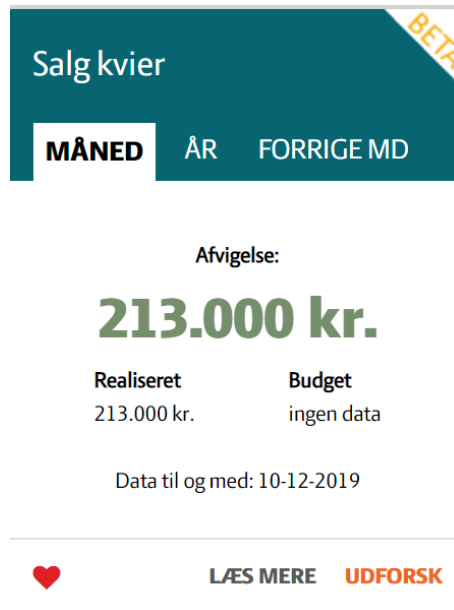 BETA
Salg kvier
MÅNED ÅR FORRIGE MD
Afvigelse:
213.000 kr.
Realiseret Budget
213.000 kr. ingen data
Data til og med: 10-12-2019
LÆS MERE UDFORSK